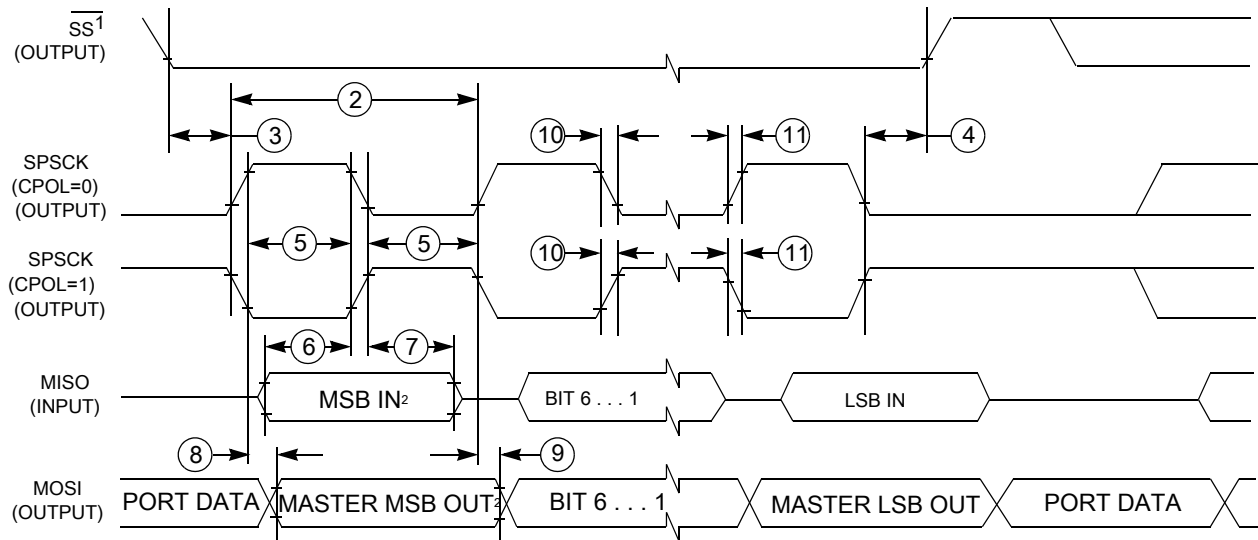 SS1
(OUTPUT)
2
3
10
11
4
SPSCK
(CPOL=0)
(OUTPUT)
5
5
10
11
SPSCK
(CPOL=1)
(OUTPUT)
6
7
MISO
(INPUT)
MSB IN2
BIT 6 . . . 1
LSB IN
8
9
MOSI
(OUTPUT)
PORT DATA
MASTER MSB OUT2
BIT 6 . . . 1
MASTER LSB OUT
PORT DATA